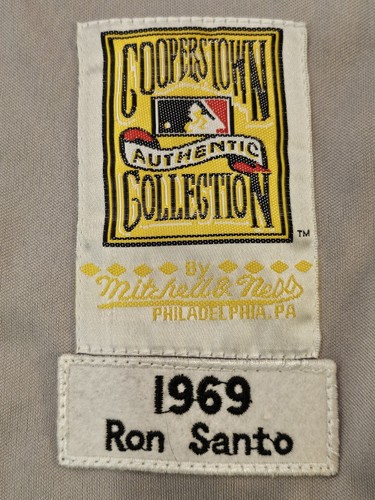 COOPERSTOWN
AUTHENTIC
COLLECTION
TM
By
Mitchell & Ness
PHILADELPHIA, PA
1969
Ron Santo